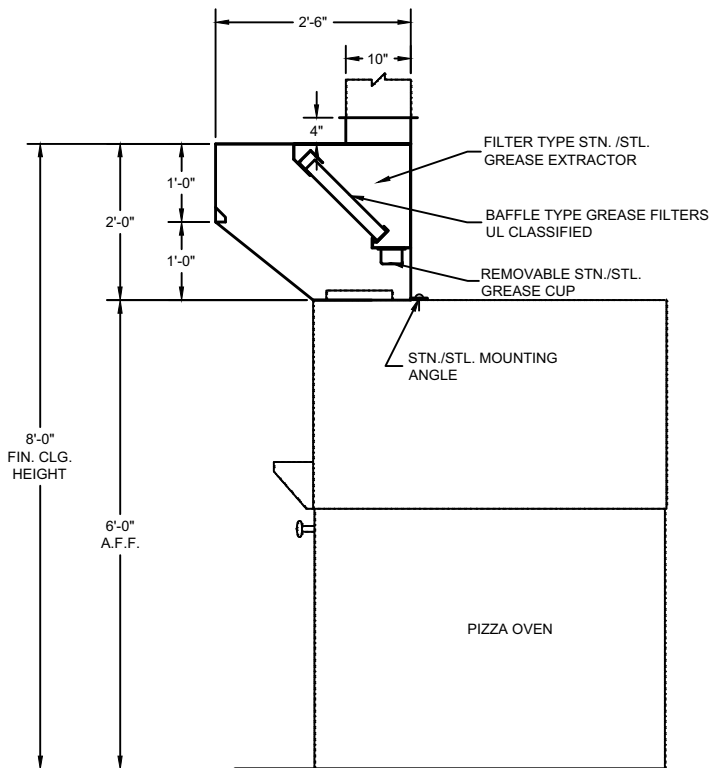 2'-6"
10"
4"
FILTER TYPE STN. /STL.
GREASE EXTRACTOR
1'-0"
2'-0"
BAFFLE TYPE GREASE FILTERS
UL CLASSIFIED
1'-0"
REMOVABLE STN./STL.
GREASE CUP
STN./STL. MOUNTING
ANGLE
8'-0"
FIN. CLG.
HEIGHT
6'-0"
A.F.F.
PIZZA OVEN